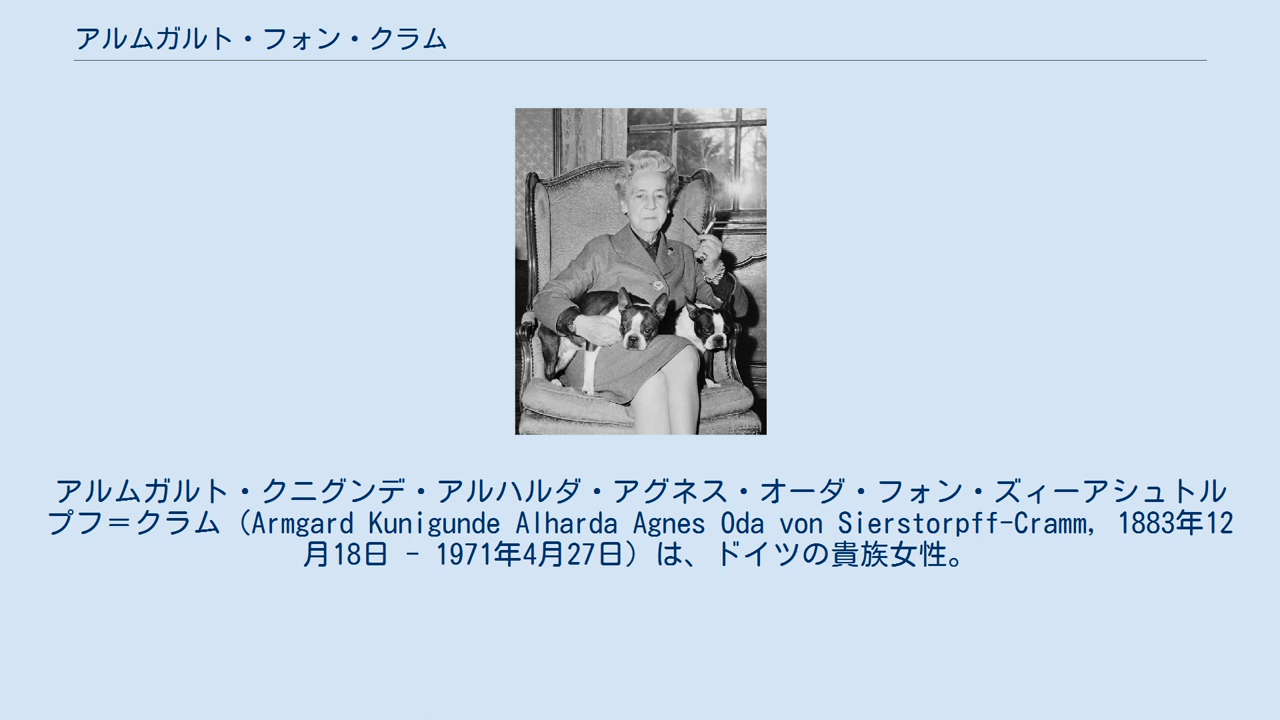 アルムガルト・フォン・クラム
アルムガルト・クニグンデ・アルハルダ・アグネス・オーダ・フォン・ズィーアシュトル
プフ＝クラム（Armgard Kunigunde Alharda Agnes Oda von Sierstorpff-Cramm, 1883年12
月18日 - 1971年4月27日）は、ドイツの貴族女性。